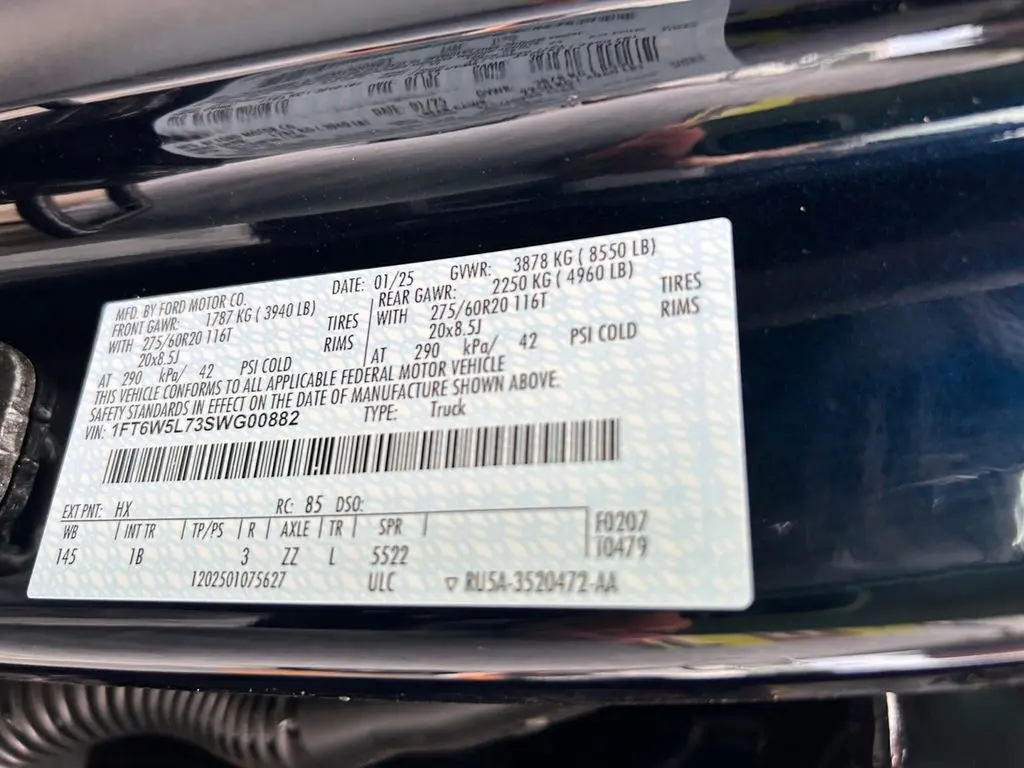 MFD. BY FORD MOTOR CO.
DATE: 01/25
GVWR: 3878 KG ( 8550 LB)
FRONT GAWR: 1787 KG ( 3940 LB)
REAR GAWR: 2250 KG ( 4960 LB)
WITH 275/60R20 116T TIRES
WITH 275/60R20 116T TIRES
20x8.5J RIMS
20x8.5J RIMS
AT 290 kPa/ 42 PSI COLD
AT 290 kPa/ 42 PSI COLD
THIS VEHICLE CONFORMS TO ALL APPLICABLE FEDERAL MOTOR VEHICLE
SAFETY STANDARDS IN EFFECT ON THE DATE OF MANUFACTURE SHOWN ABOVE.
VIN: 1FT6W5L73SWG00882
TYPE: Truck
EXT PNT: HX RC: 85 DSO:
WB INT TR TP/PS R AXLE TR SPR
F0207
T0479
145 1B 3 ZZ L 5522
1202501075627 ULC ▽ RU5A-3520472-AA